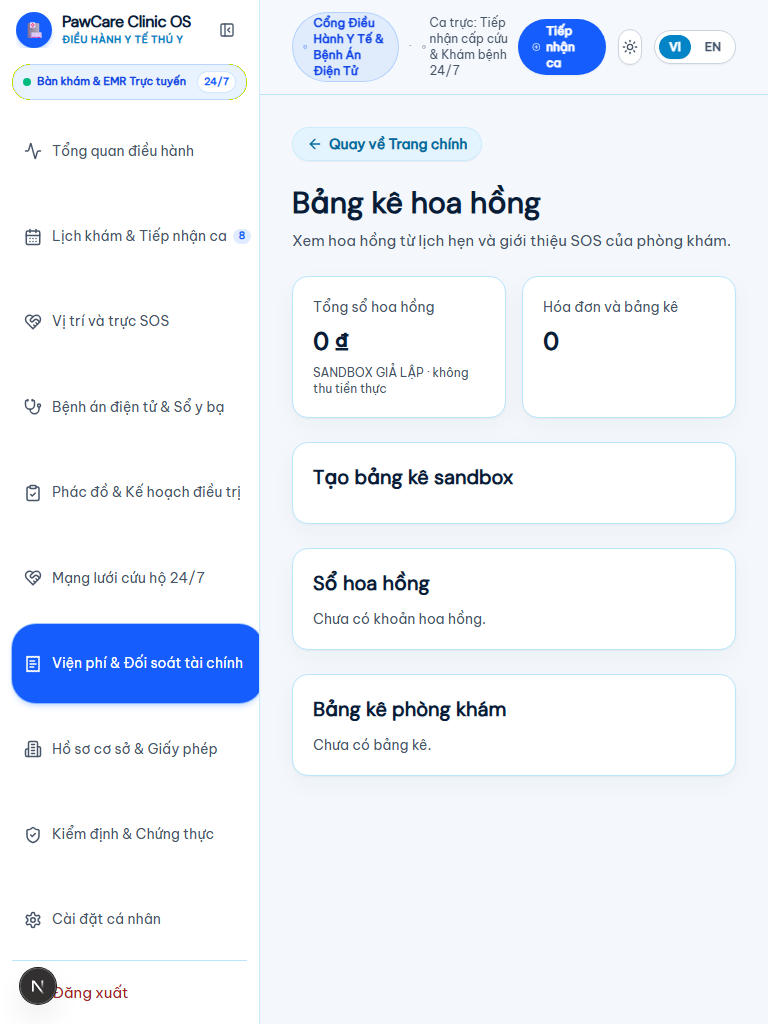 PawCare Clinic OS
ĐIỀU HÀNH Y TẾ THÚ Y
Bàn khám & EMR Trực tuyến 24/7
Tổng quan điều hành
Lịch khám & Tiếp nhận ca 8
Vị trí và trực SOS
Bệnh án điện tử & Sổ y bạ
Phác đồ & Kế hoạch điều trị
Mạng lưới cứu hộ 24/7
Viện phí & Đối soát tài chính
Hồ sơ cơ sở & Giấy phép
Kiểm định & Chứng thực
Cài đặt cá nhân
N
Đăng xuất
Cổng Điều
Hành Y Tế &
Bệnh Án
Điện Tử
·
Ca trực: Tiếp
nhận cấp cứu
& Khám bệnh
24/7
Tiếp
nhận
ca
VI EN
Quay về Trang chính
Bảng kê hoa hồng
Xem hoa hồng từ lịch hẹn và giới thiệu SOS của phòng khám.
Tổng số hoa hồng
0 ₫
SANDBOX GIẢ LẬP · không
thu tiền thực
Hóa đơn và bảng kê
0
Tạo bảng kê sandbox
Sổ hoa hồng
Chưa có khoản hoa hồng.
Bảng kê phòng khám
Chưa có bảng kê.